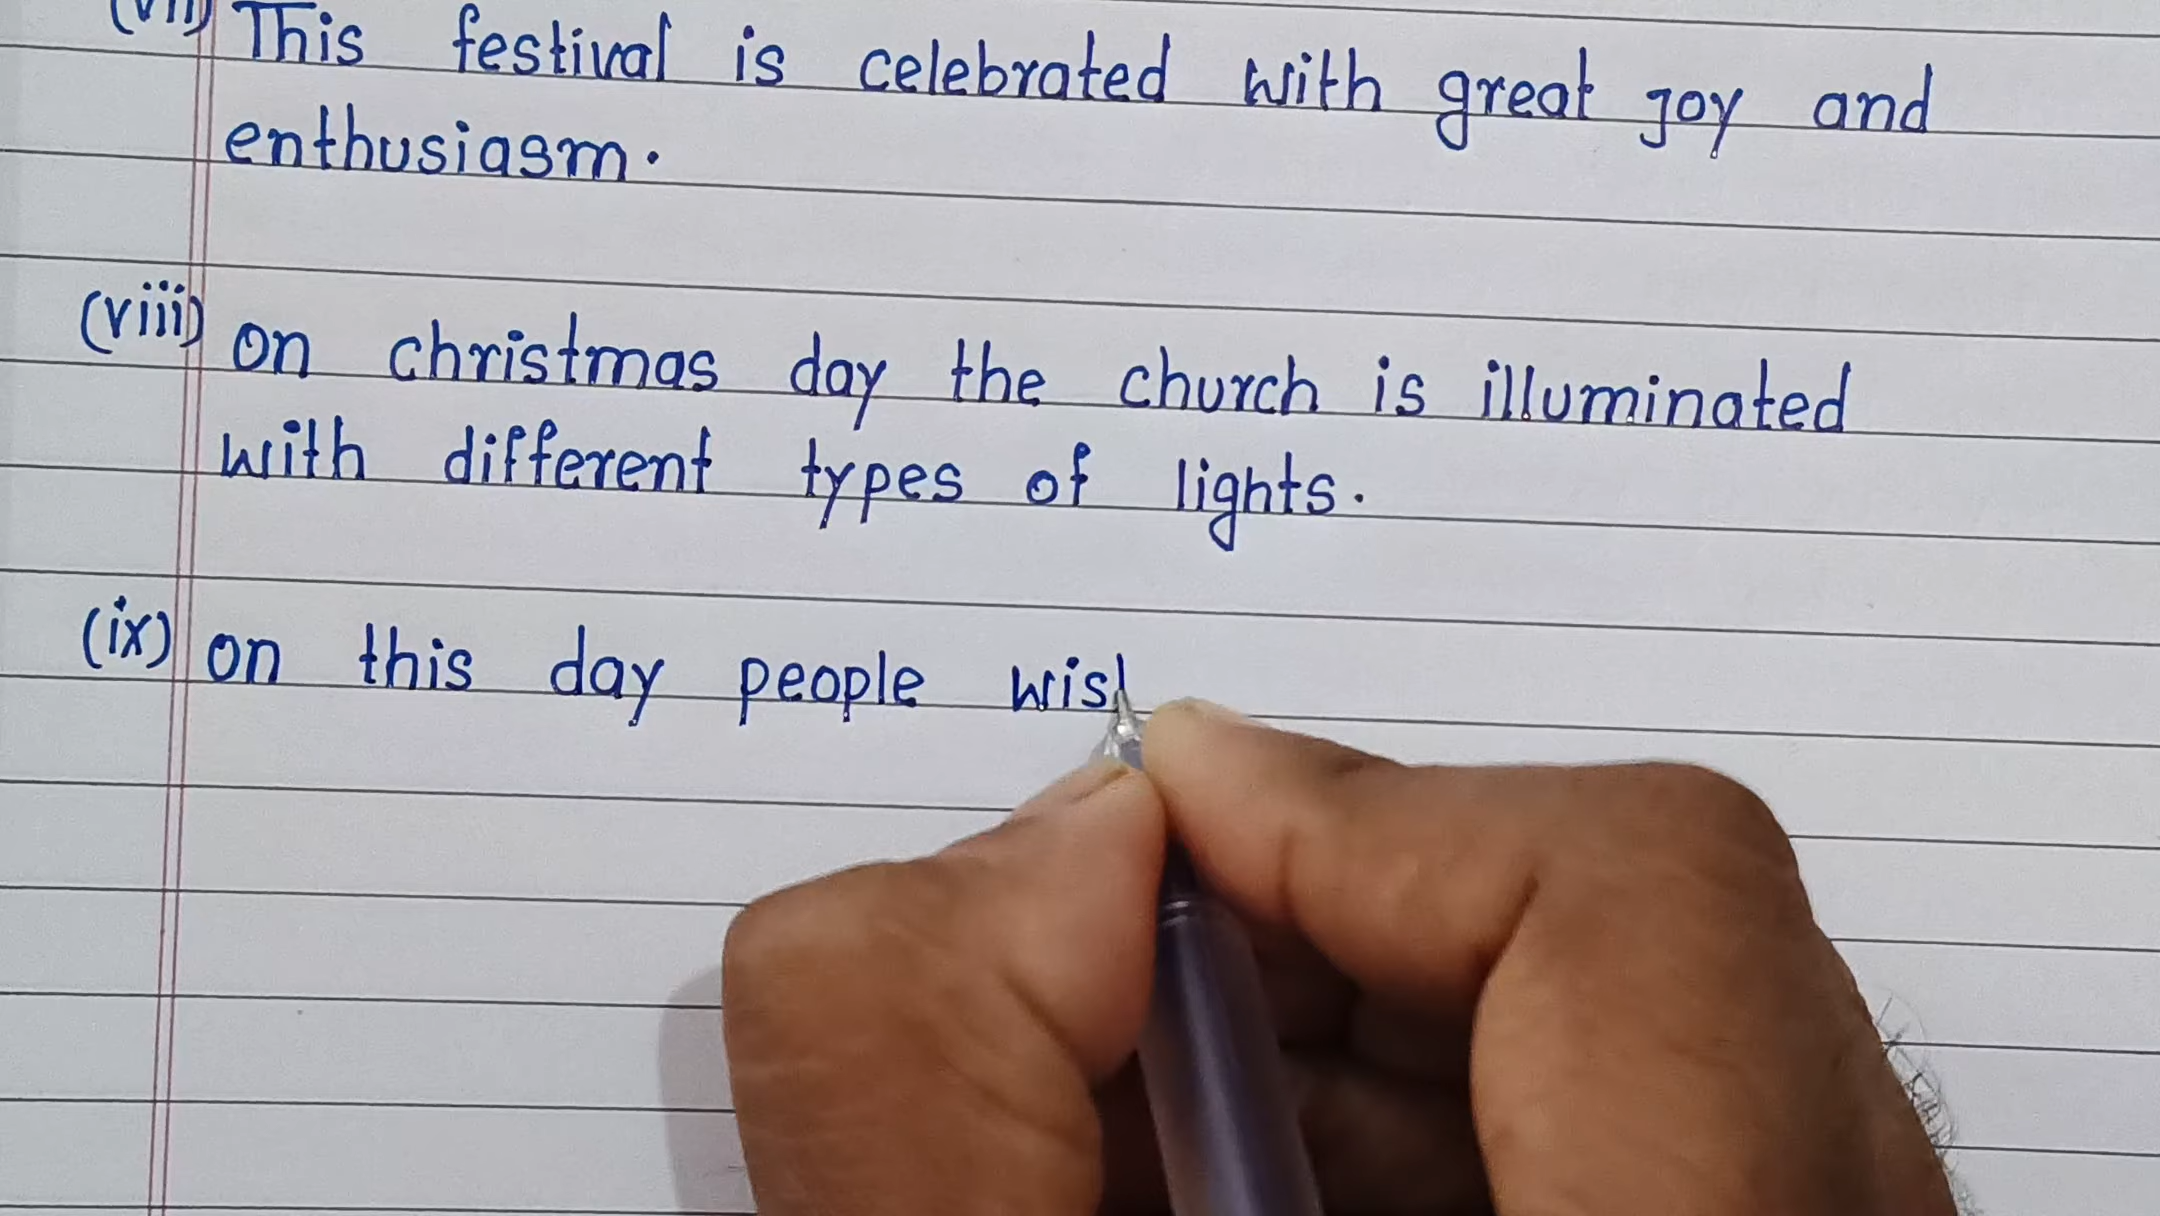 (vii) This festival is celebrated with great joy and
enthusiasm.
(viii) on christmas day the church is illuminated
with different types of lights.
(ix) on this day people